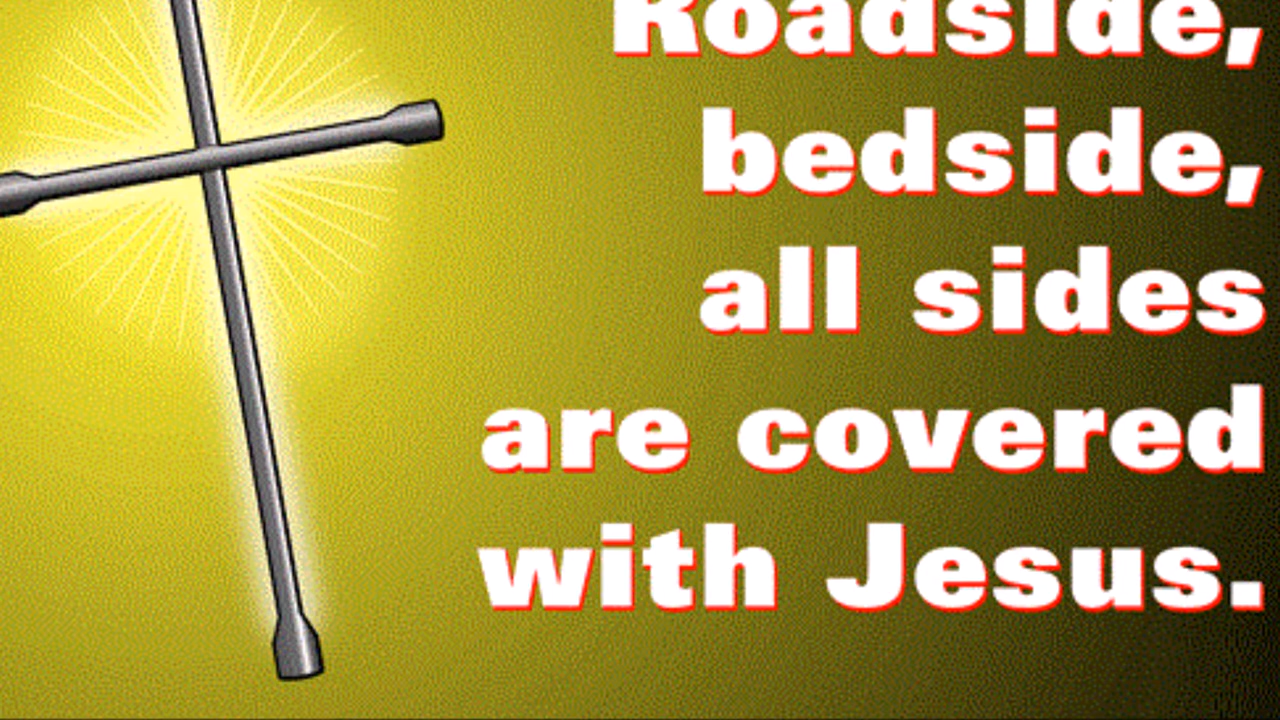 Roadside,
bedside,
all sides
are covered
with Jesus.